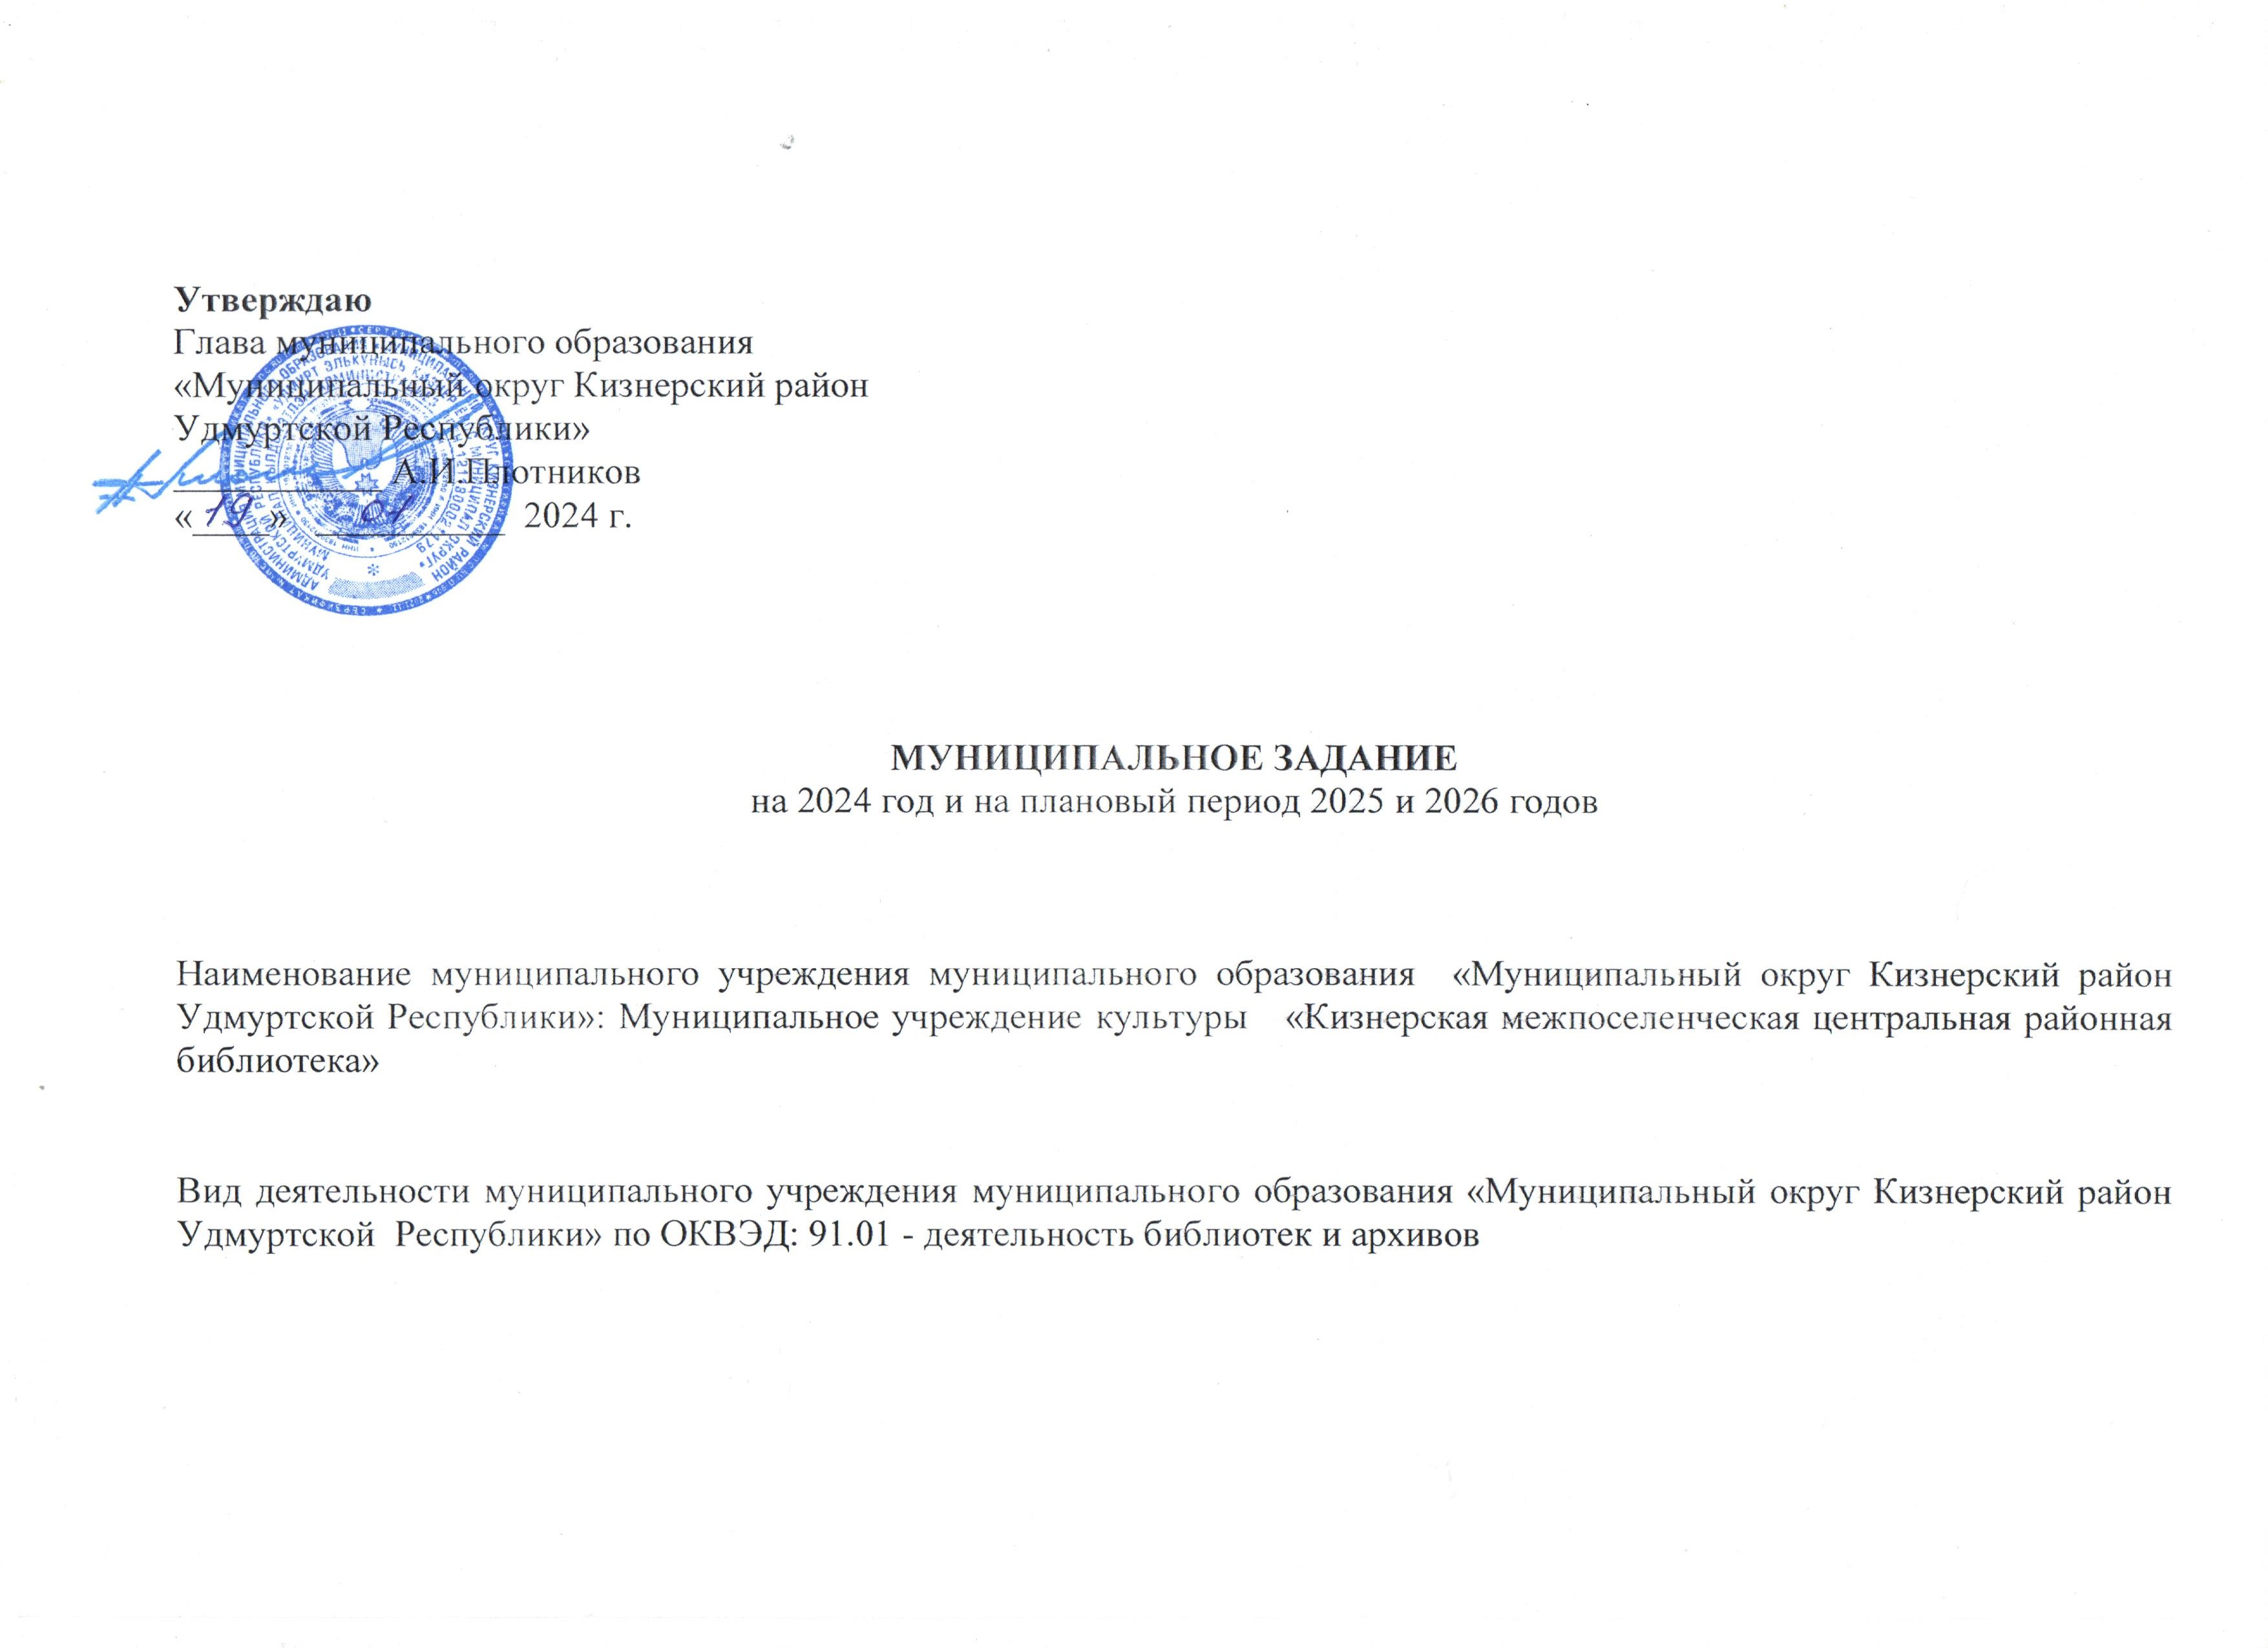 Утверждаю
Глава муниципального образования
«Муниципальный округ Кизнерский район
Удмуртской Республики»
______________ А.И.Плотников
« 19 » 01 2024 г.
МУНИЦИПАЛЬНОЕ ЗАДАНИЕ
на 2024 год и на плановый период 2025 и 2026 годов
Наименование муниципального учреждения муниципального образования «Муниципальный округ Кизнерский район
Удмуртской Республики»: Муниципальное учреждение культуры «Кизнерская межпоселенческая центральная районная
библиотека»
Вид деятельности муниципального учреждения муниципального образования «Муниципальный округ Кизнерский район
Удмуртской Республики» по ОКВЭД: 91.01 - деятельность библиотек и архивов